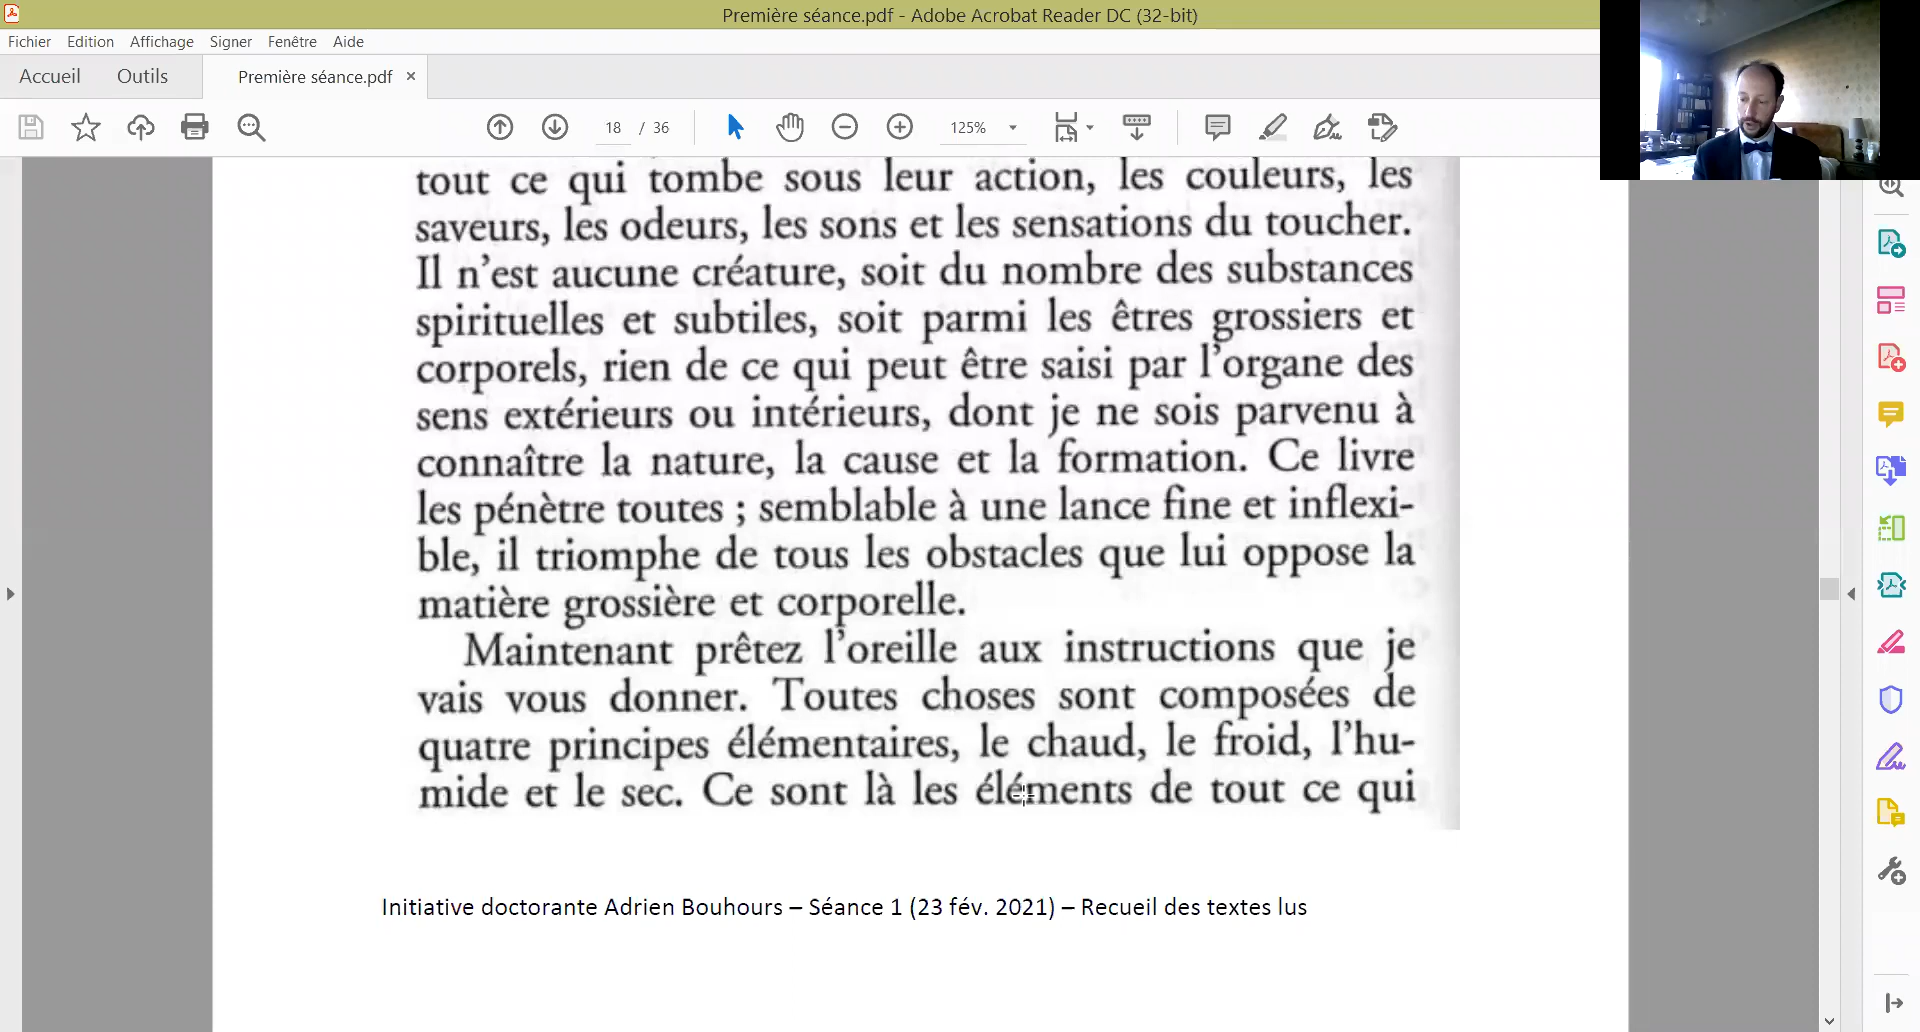 Première séance.pdf - Adobe Acrobat Reader DC (32-bit)
Fichier Edition Affichage Signer Fenêtre Aide
Accueil Outils Première séance.pdf ×
18 / 36 125%
tout ce qui tombe sous leur action, les couleurs, les
saveurs, les odeurs, les sons et les sensations du toucher.
Il n'est aucune créature, soit du nombre des substances
spirituelles et subtiles, soit parmi les êtres grossiers et
corporels, rien de ce qui peut être saisi par l'organe des
sens extérieurs ou intérieurs, dont je ne sois parvenu à
connaître la nature, la cause et la formation. Ce livre
les pénètre toutes ; semblable à une lance fine et inflexi-
ble, il triomphe de tous les obstacles que lui oppose la
matière grossière et corporelle.
Maintenant prêtez l'oreille aux instructions que je
vais vous donner. Toutes choses sont composées de
quatre principes élémentaires, le chaud, le froid, l'hu-
mide et le sec. Ce sont là les éléments de tout ce qui
Initiative doctorante Adrien Bouhours – Séance 1 (23 fév. 2021) – Recueil des textes lus